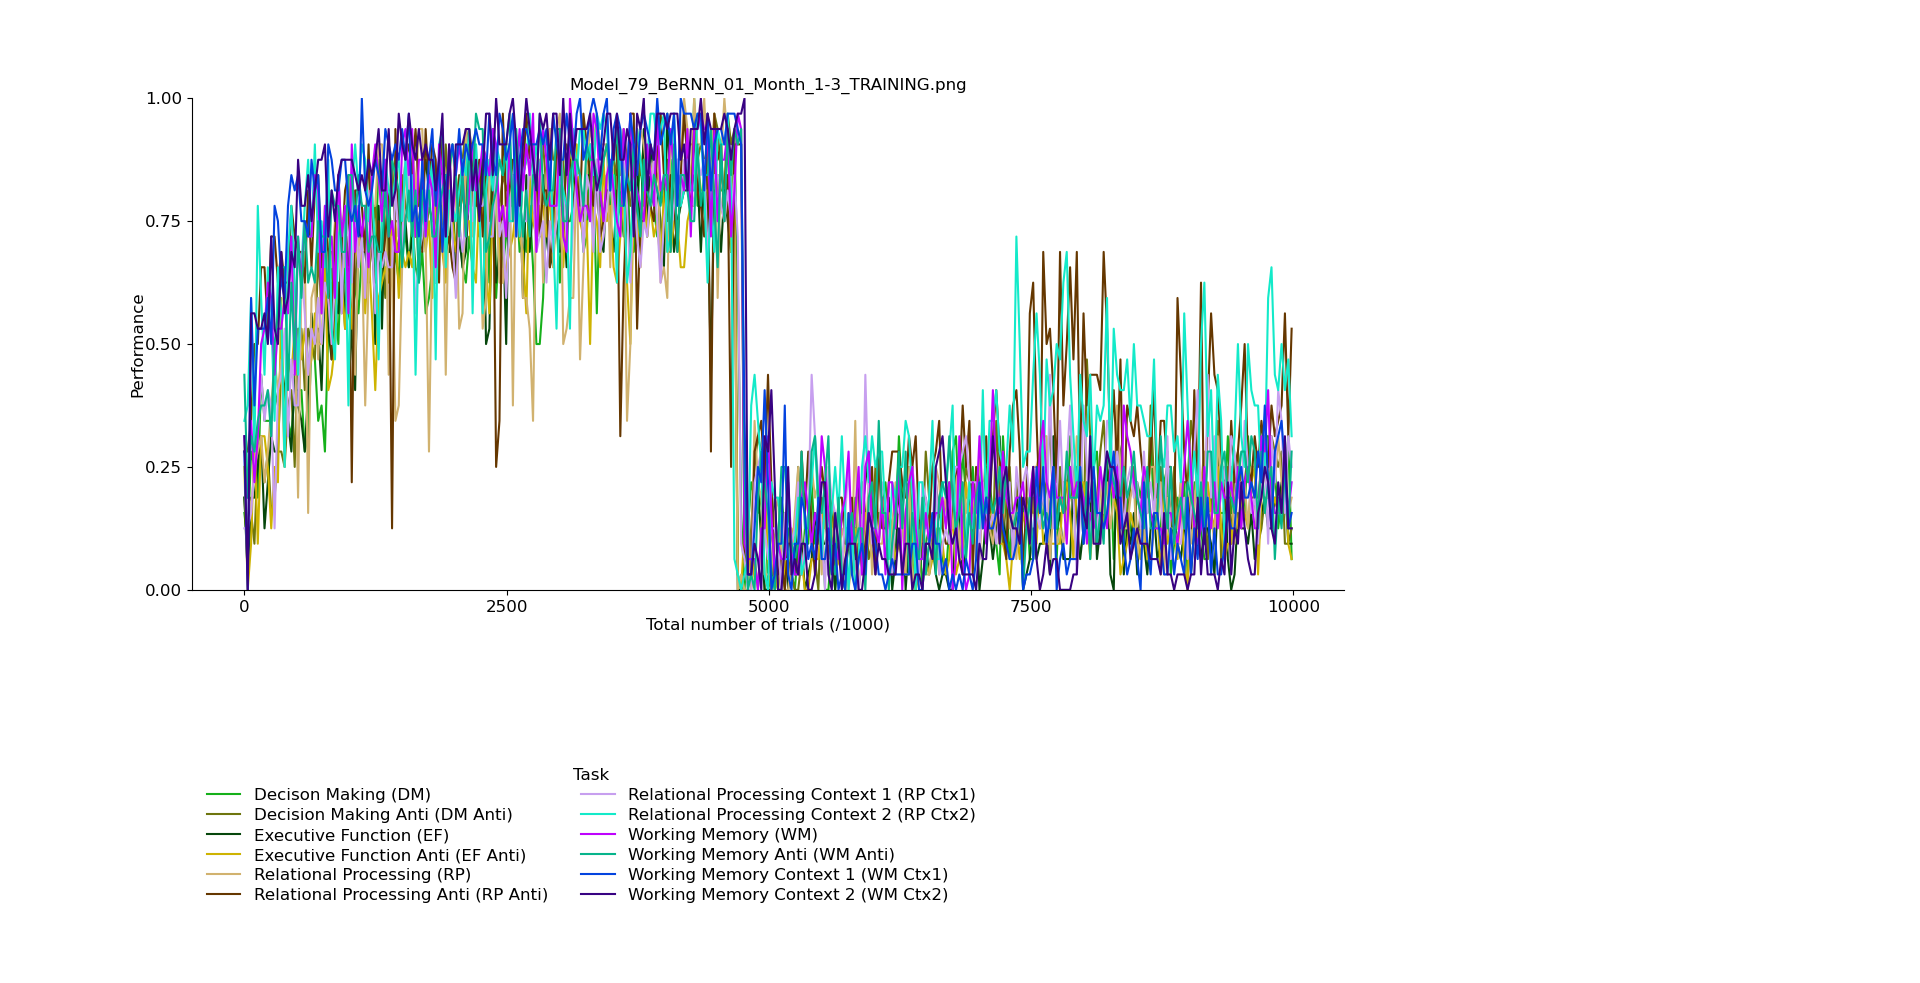 Model_79_BeRNN_01_Month_1-3_TRAINING.png
1.00
0.75
0.50
0.25
0.00
Performance
0 2500 5000 7500 10000
Total number of trials (/1000)
Task
Decison Making (DM)
Decision Making Anti (DM Anti)
Executive Function (EF)
Executive Function Anti (EF Anti)
Relational Processing (RP)
Relational Processing Anti (RP Anti)
Relational Processing Context 1 (RP Ctx1)
Relational Processing Context 2 (RP Ctx2)
Working Memory (WM)
Working Memory Anti (WM Anti)
Working Memory Context 1 (WM Ctx1)
Working Memory Context 2 (WM Ctx2)